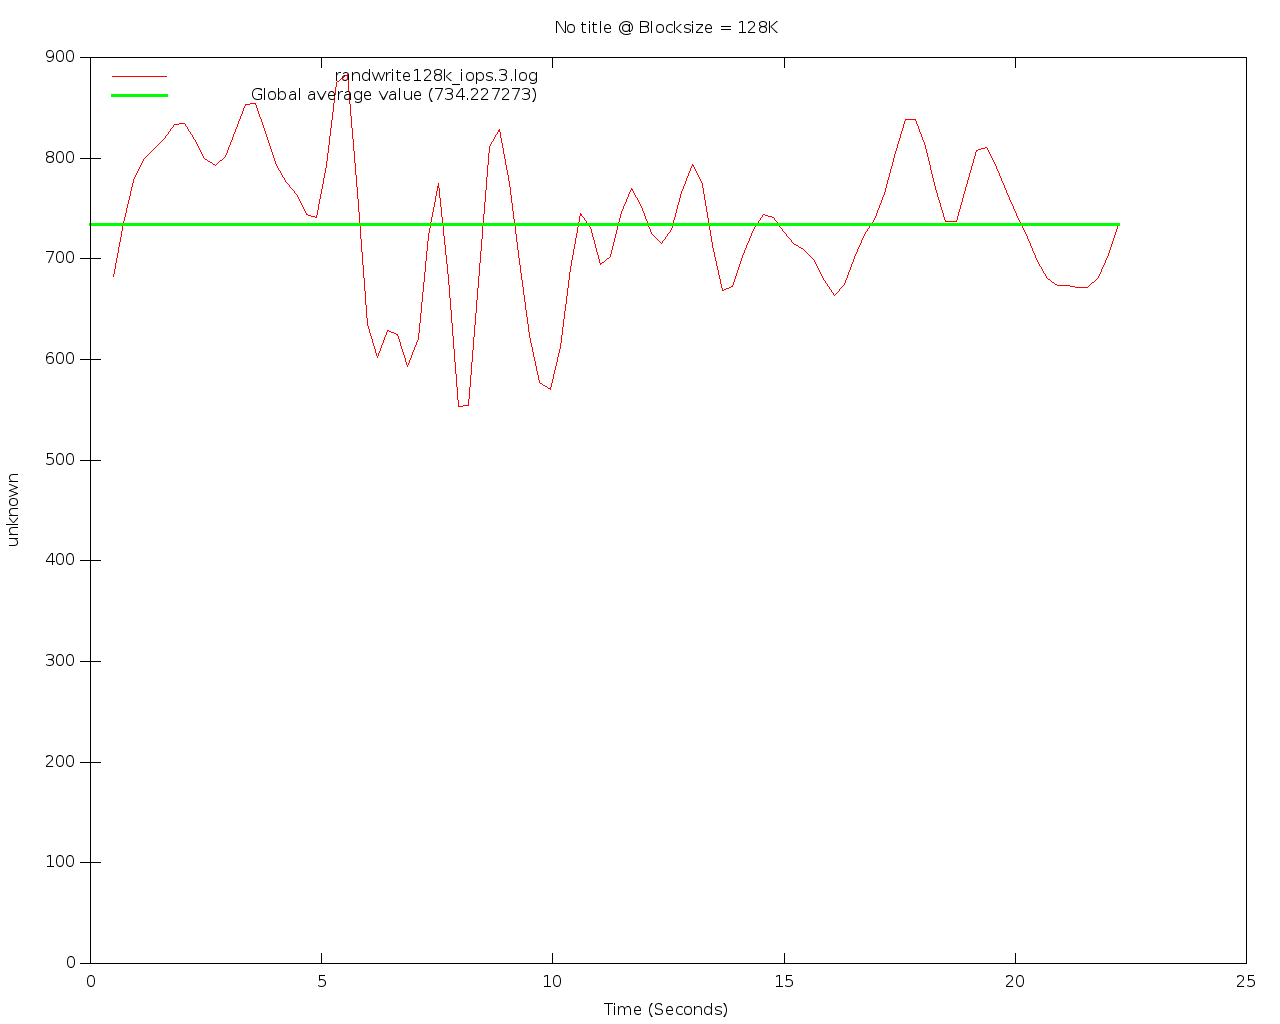 No title @ Blocksize = 128K
randwrite128k_iops.3.log
Global average value (734.227273)
900
800
700
600
500
400
300
200
100
0
unknown
0 5 10 15 20 25
Time (Seconds)